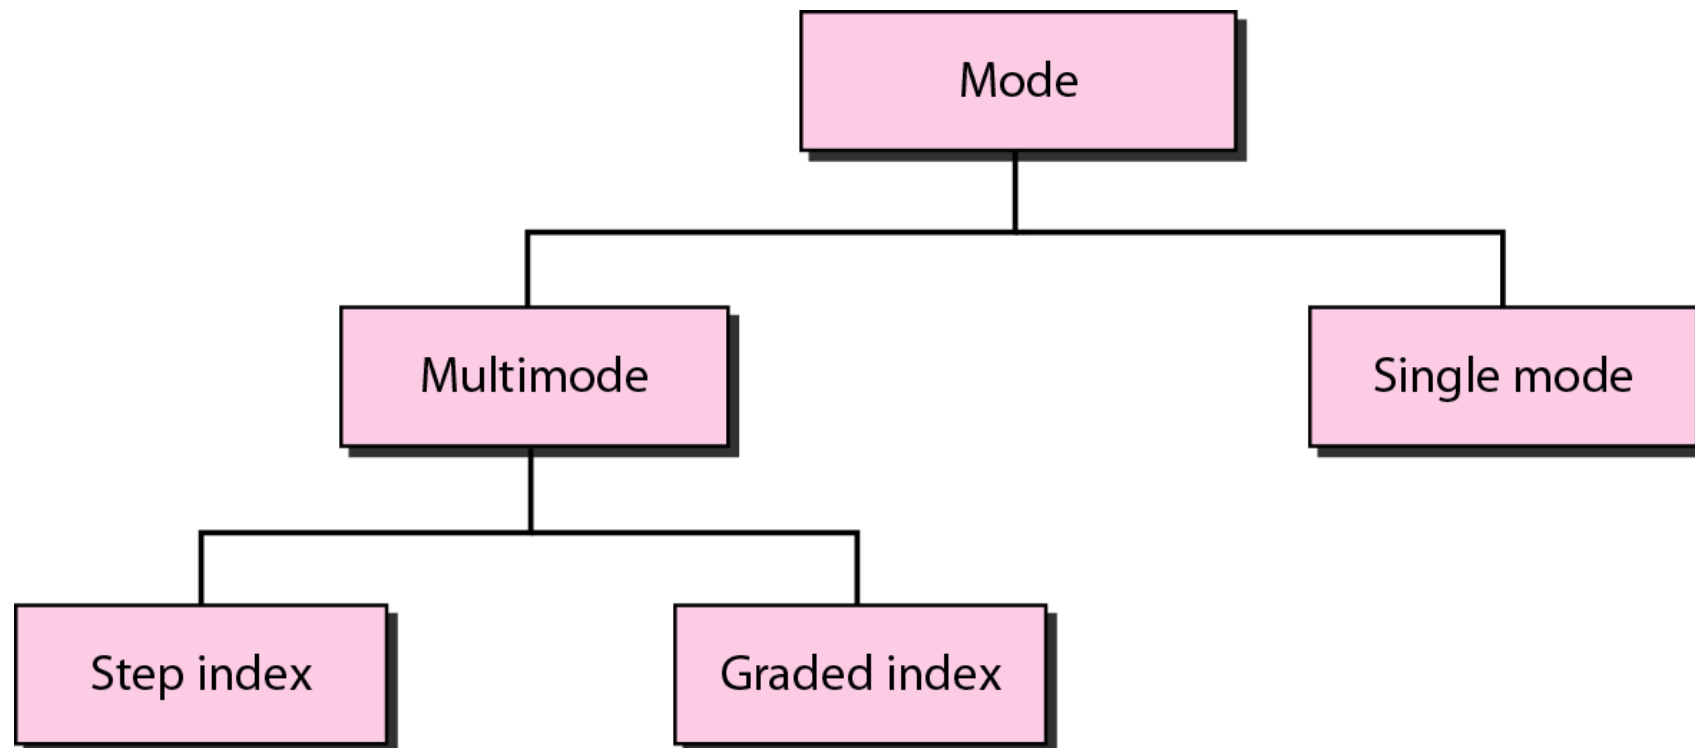 Mode
Multimode
Single mode
Step index
Graded index